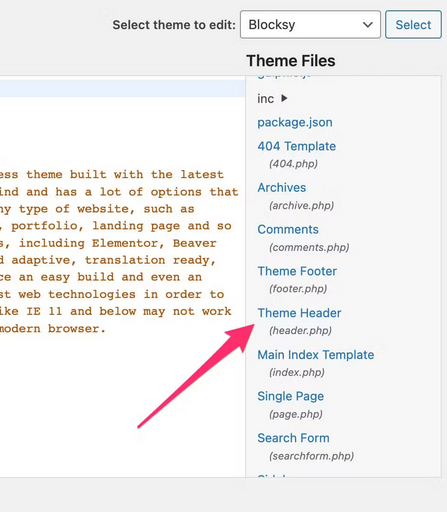 Select theme to edit: Blocksy Select
Theme Files
inc
package.json
404 Template
(404.php)
Archives
(archive.php)
Comments
(comments.php)
Theme Footer
(footer.php)
Theme Header
(header.php)
Main Index Template
(index.php)
Single Page
(page.php)
Search Form
(searchform.php)
ess theme built with the latest
ind and has a lot of options that
ny type of website, such as
, portfolio, landing page and so
s, including Elementor, Beaver
d adaptive, translation ready,
ce an easy build and even an
st web technologies in order to
ike IE 11 and below may not work
modern browser.